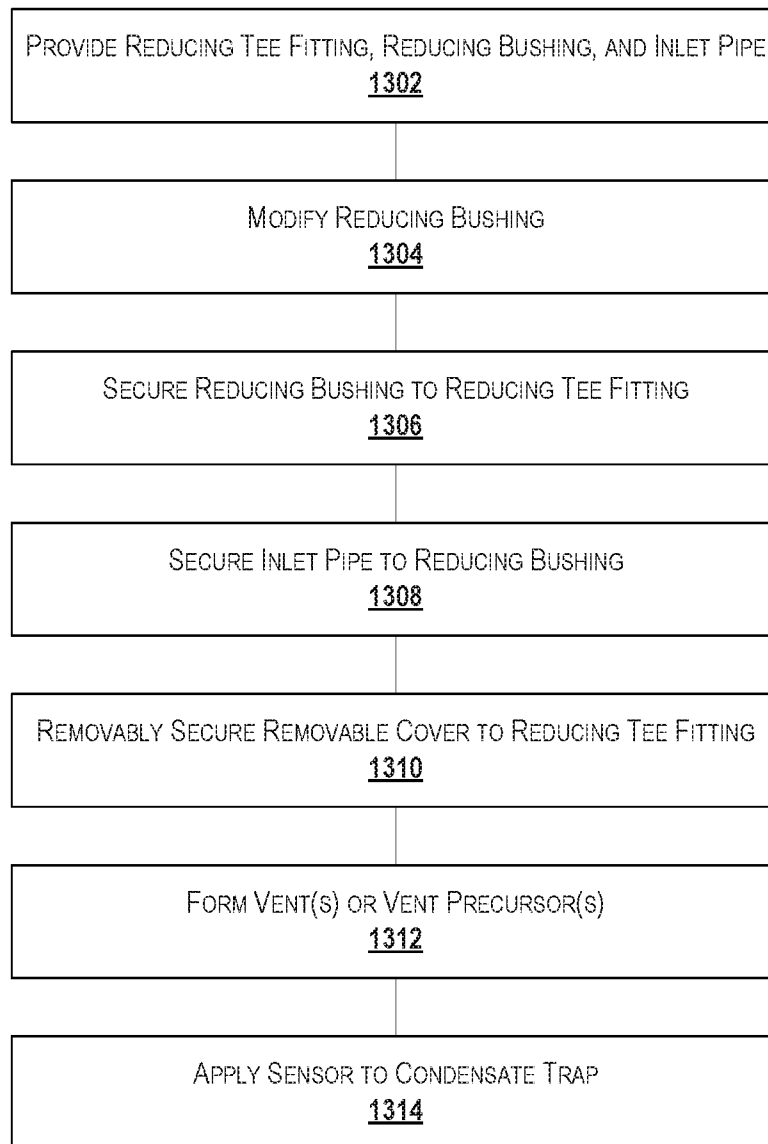 PROVIDE REDUCING TEE FITTING, REDUCING BUSHING, AND INLET PIPE
1302
MODIFY REDUCING BUSHING
1304
SECURE REDUCING BUSHING TO REDUCING TEE FITTING
1306
SECURE INLET PIPE TO REDUCING BUSHING
1308
REMOVABLY SECURE REMOVABLE COVER TO REDUCING TEE FITTING
1310
FORM VENT(S) OR VENT PRECURSOR(S)
1312
APPLY SENSOR TO CONDENSATE TRAP
1314